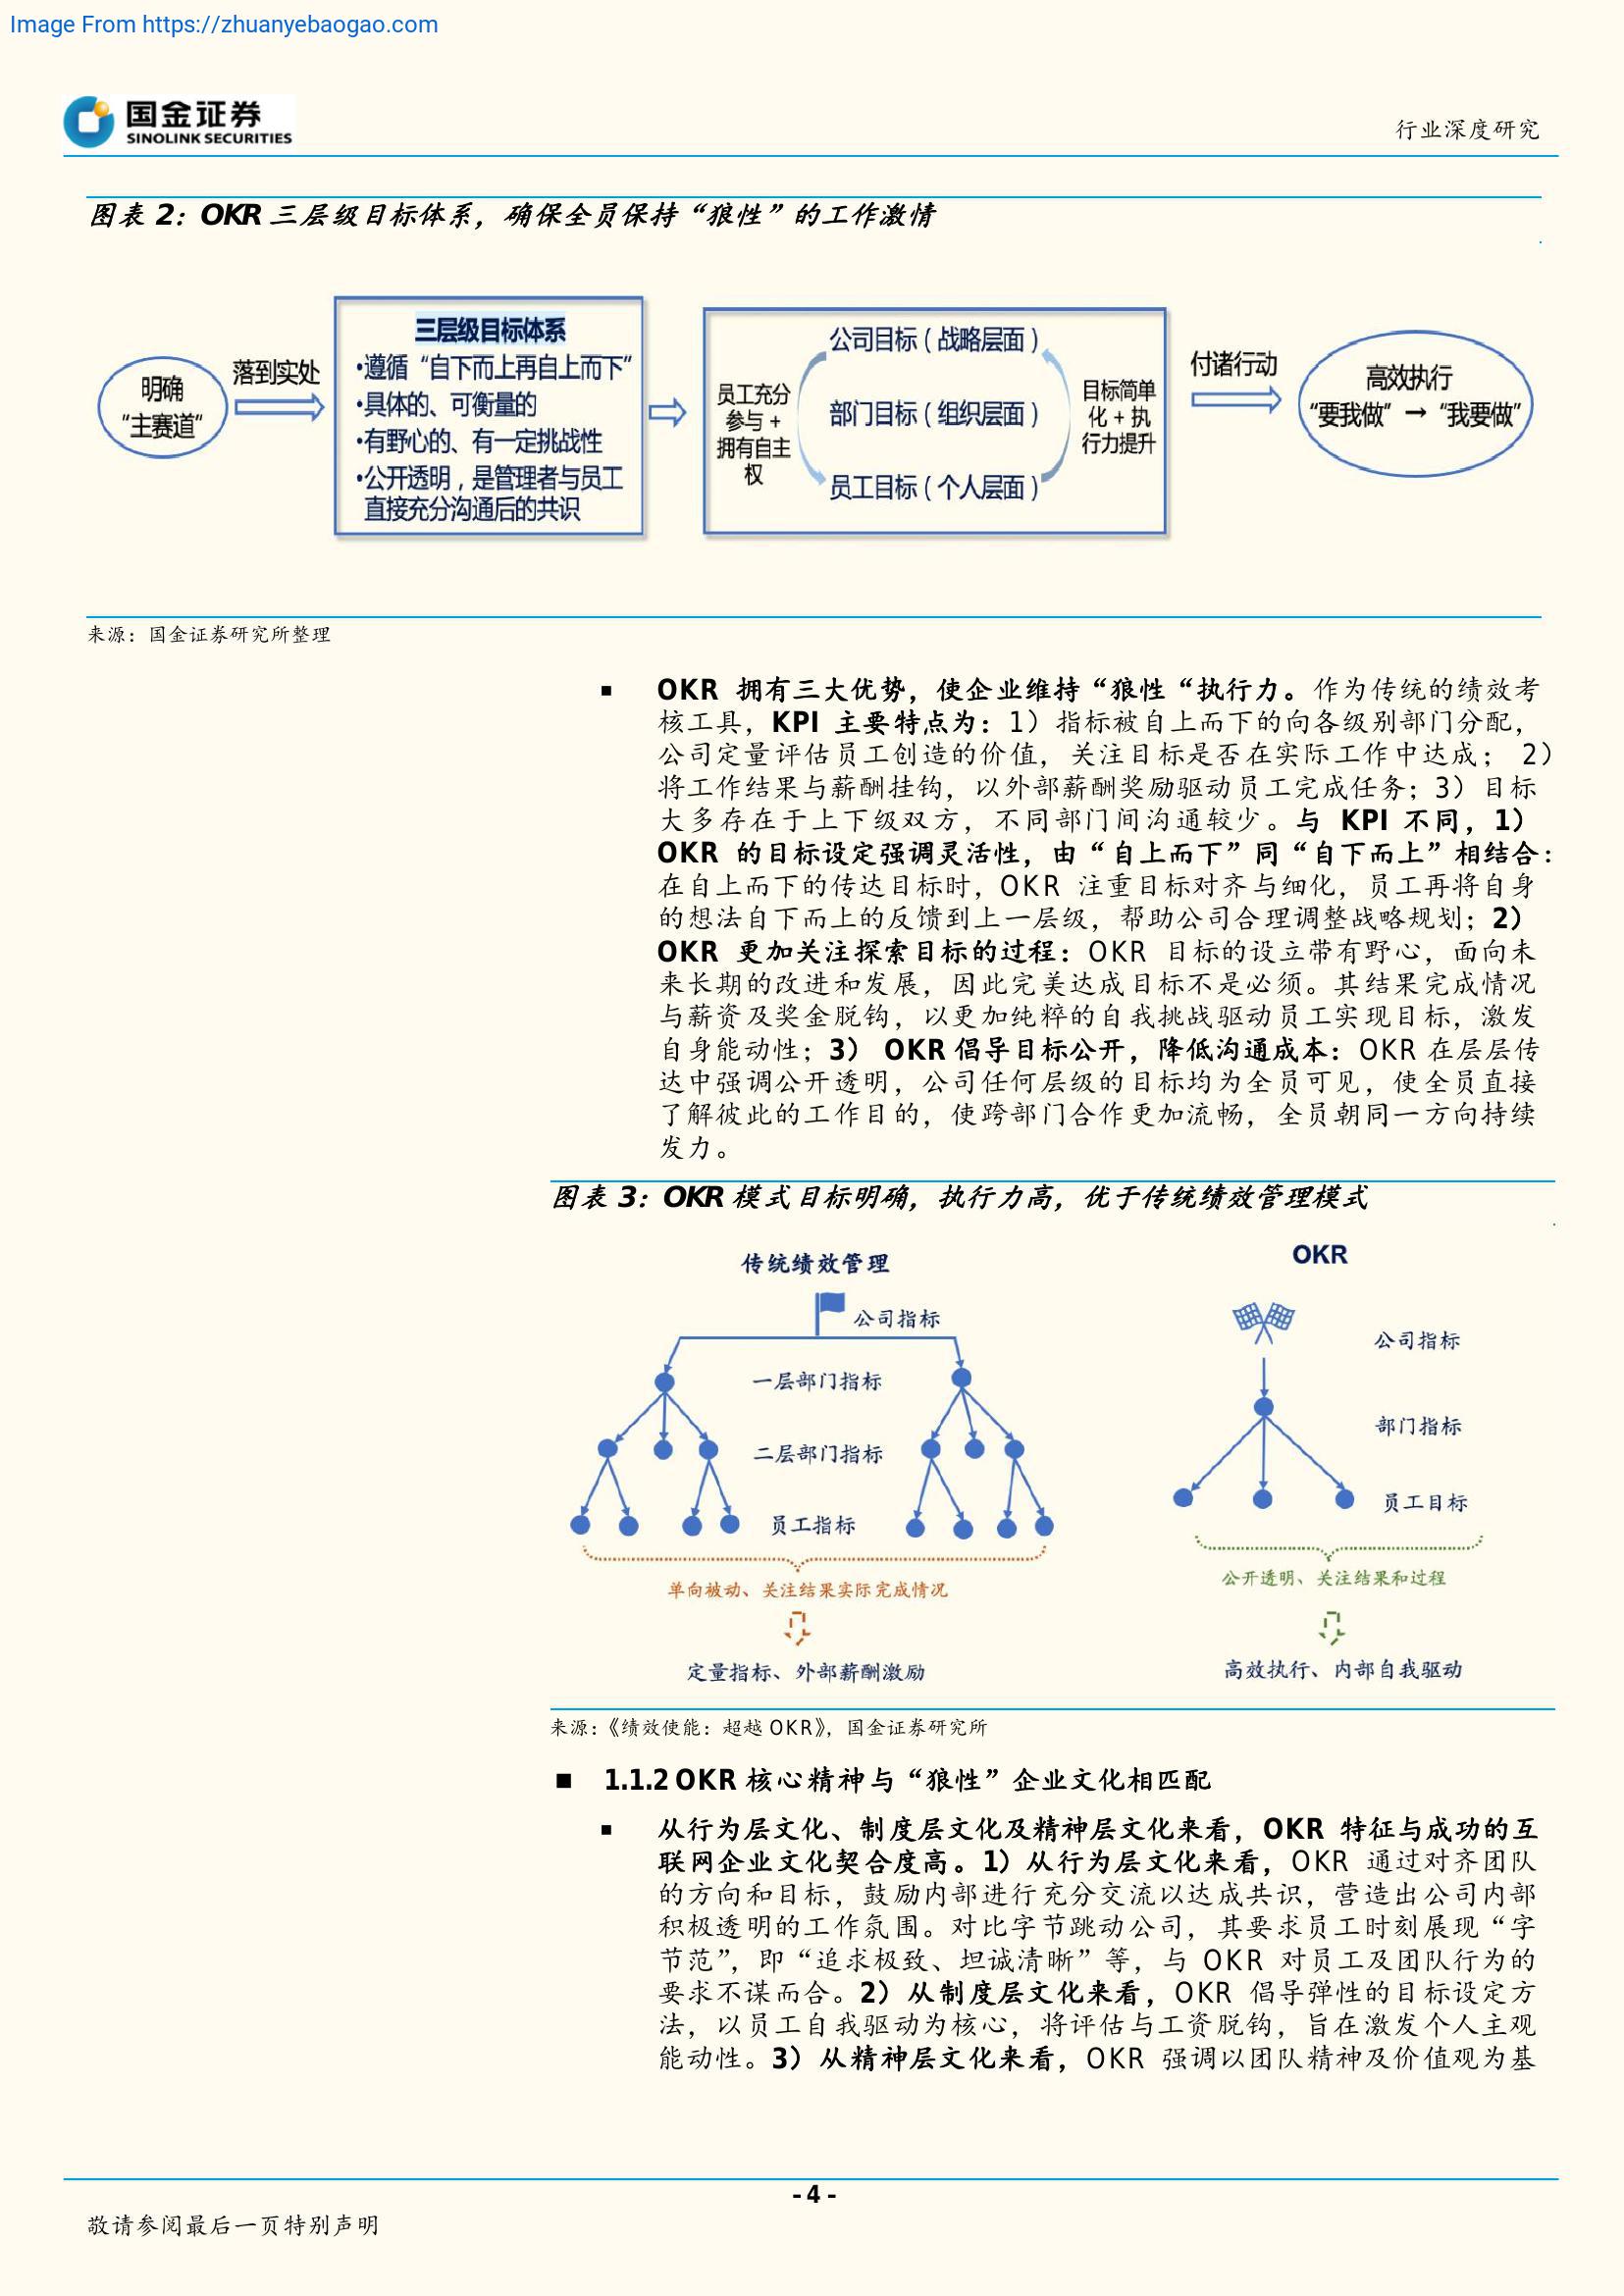 Image From https://zhuanyebaogao.com
国金证券
SINOLINK SECURITIES
行业深度研究
图表 2：OKR 三层级目标体系，确保全员保持“狼性”的工作激情
明确
“主赛道”
落到实处
三层级目标体系
•遵循“自下而上再自上而下”
•具体的、可衡量的
•有野心的、有一定挑战性
•公开透明，是管理者与员工
直接充分沟通后的共识
员工充分
参与 +
拥有自主
权
公司目标（战略层面）
部门目标（组织层面）
员工目标（个人层面）
目标简单
化 + 执
行力提升
付诸行动
高效执行
“要我做” → “我要做”
来源：国金证券研究所整理
■ OKR 拥有三大优势，使企业维持“狼性“执行力。作为传统的绩效考
核工具，KPI 主要特点为：1）指标被自上而下的向各级别部门分配，
公司定量评估员工创造的价值，关注目标是否在实际工作中达成； 2）
将工作结果与薪酬挂钩，以外部薪酬奖励驱动员工完成任务；3）目标
大多存在于上下级双方，不同部门间沟通较少。与 KPI 不同，1）
OKR 的目标设定强调灵活性，由“自上而下”同“自下而上”相结合：
在自上而下的传达目标时，OKR 注重目标对齐与细化，员工再将自身
的想法自下而上的反馈到上一层级，帮助公司合理调整战略规划；2）
OKR 更加关注探索目标的过程：OKR 目标的设立带有野心，面向未
来长期的改进和发展，因此完美达成目标不是必须。其结果完成情况
与薪资及奖金脱钩，以更加纯粹的自我挑战驱动员工实现目标，激发
自身能动性；3） OKR 倡导目标公开，降低沟通成本：OKR 在层层传
达中强调公开透明，公司任何层级的目标均为全员可见，使全员直接
了解彼此的工作目的，使跨部门合作更加流畅，全员朝同一方向持续
发力。
图表 3：OKR 模式目标明确，执行力高，优于传统绩效管理模式
传统绩效管理
公司指标
一层部门指标
二层部门指标
员工指标
单向被动、关注结果实际完成情况
定量指标、外部薪酬激励
OKR
公司指标
部门指标
员工目标
公开透明、关注结果和过程
高效执行、内部自我驱动
来源：《绩效使能：超越 OKR》，国金证券研究所
■ 1.1.2 OKR 核心精神与“狼性”企业文化相匹配
■ 从行为层文化、制度层文化及精神层文化来看，OKR 特征与成功的互
联网企业文化契合度高。1）从行为层文化来看，OKR 通过对齐团队
的方向和目标，鼓励内部进行充分交流以达成共识，营造出公司内部
积极透明的工作氛围。对比字节跳动公司，其要求员工时刻展现“字
节范”，即“追求极致、坦诚清晰”等，与 OKR 对员工及团队行为的
要求不谋而合。2）从制度层文化来看，OKR 倡导弹性的目标设定方
法，以员工自我驱动为核心，将评估与工资脱钩，旨在激发个人主观
能动性。3）从精神层文化来看，OKR 强调以团队精神及价值观为基
- 4 -
敬请参阅最后一页特别声明